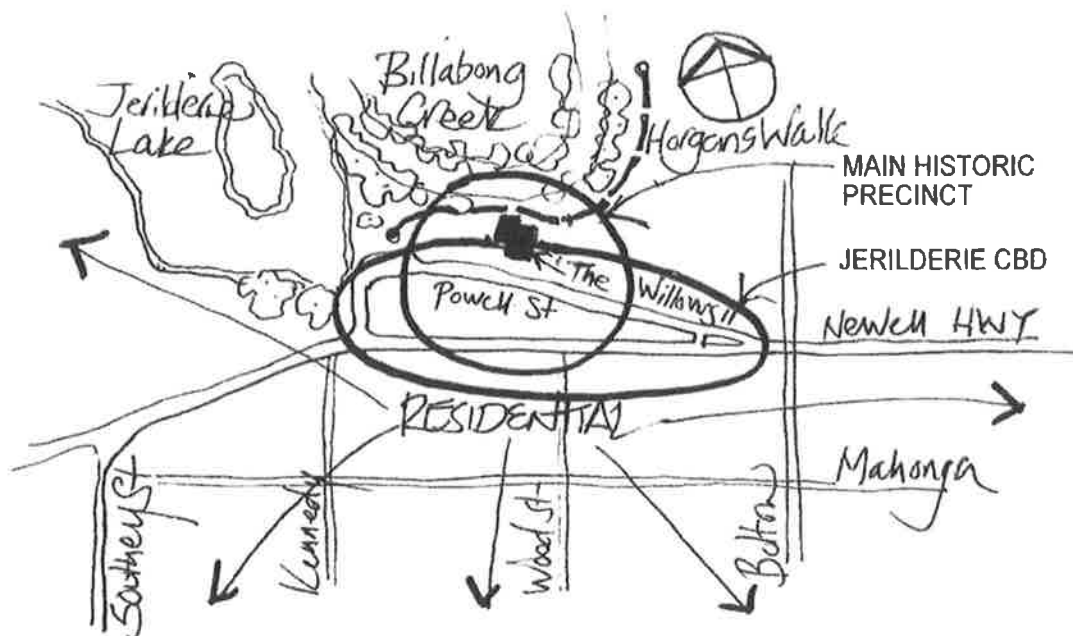 Jerilderie
Lake
Billabong
Creek
Horgans Walk
MAIN HISTORIC
PRECINCT
JERILDERIE CBD
"The Willows"
Powell St
Newell HWY
RESIDENTIAL
Mahonga
Southey St
Kennedy
Wood St
Bolton